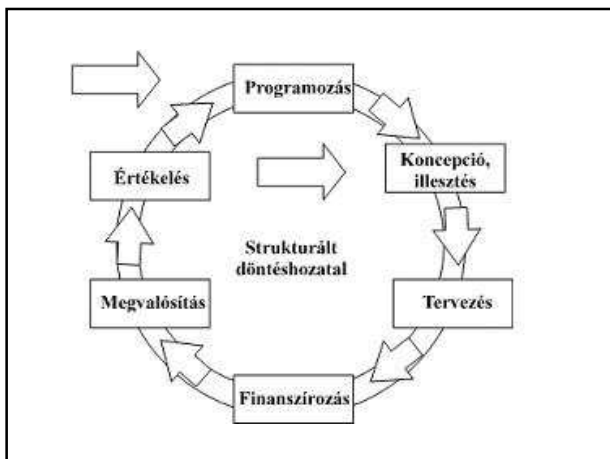 Programozás
Koncepció,
illesztés
Értékelés
Strukturált
döntéshozatal
Megvalósítás
Tervezés
Finanszírozás